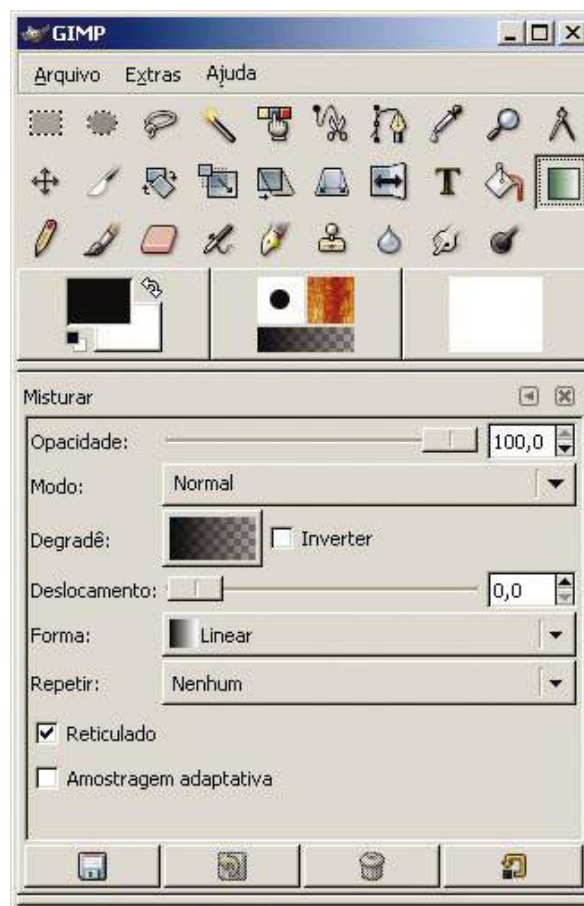 GIMP
Arquivo Extras Ajuda
Misturar
Opacidade: 100,0
Modo: Normal
Degradê: Inverter
Deslocamento: 0,0
Forma: Linear
Repetir: Nenhum
Reticulado
Amostragem adaptativa